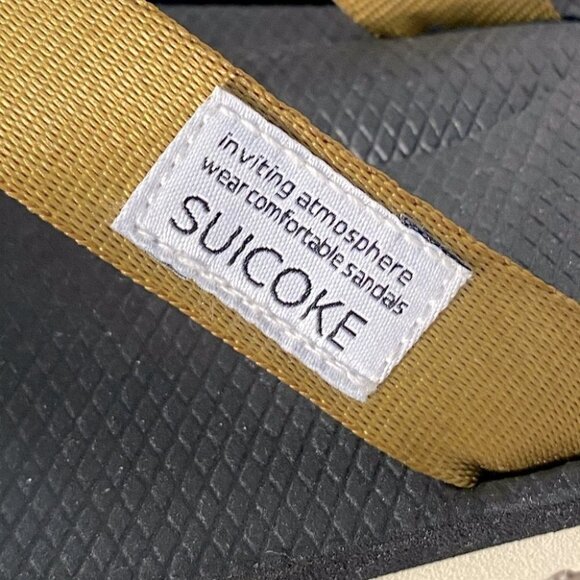 inviting atmosphere
wear comfortable sandals
SUICOKE